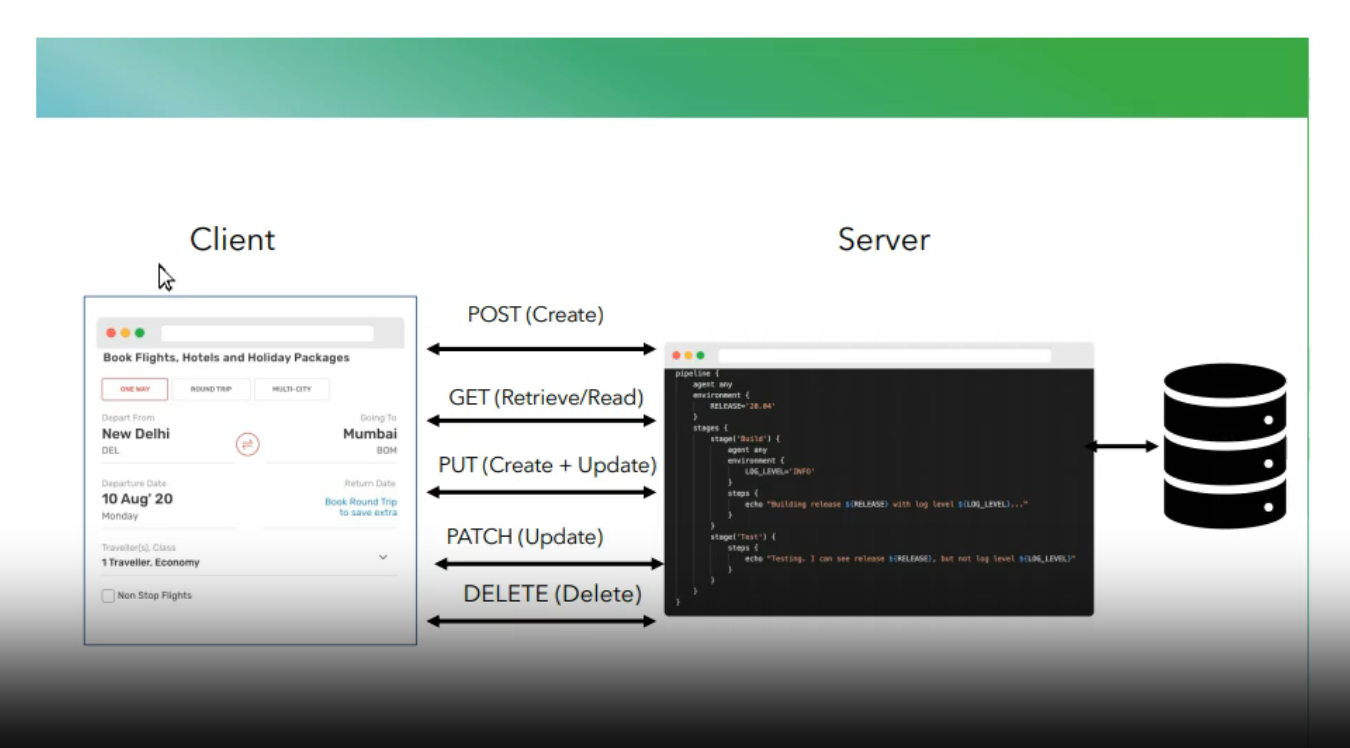 Client
Server
POST (Create)
GET (Retrieve/Read)
PUT (Create + Update)
PATCH (Update)
DELETE (Delete)
Book Flights, Hotels and Holiday Packages
ONE WAY
ROUND TRIP
MULTI-CITY
Depart From
Going To
New Delhi
Mumbai
DEL
BOM
Departure Date
Return Date
10 Aug' 20
Book Round Trip
to save extra
Monday
Traveller(s), Class
1 Traveller, Economy
Non Stop Flights
pipeline {
agent any
environment {
RELEASE='20.04'
}
stages {
stage('Build') {
agent any
environment {
LOG_LEVEL='INFO'
}
steps {
echo "Building release ${RELEASE} with log level ${LOG_LEVEL}..."
}
}
stage('Test') {
steps {
echo "Testing. I can see release ${RELEASE}, but not log level ${LOG_LEVEL}"
}
}
}
}